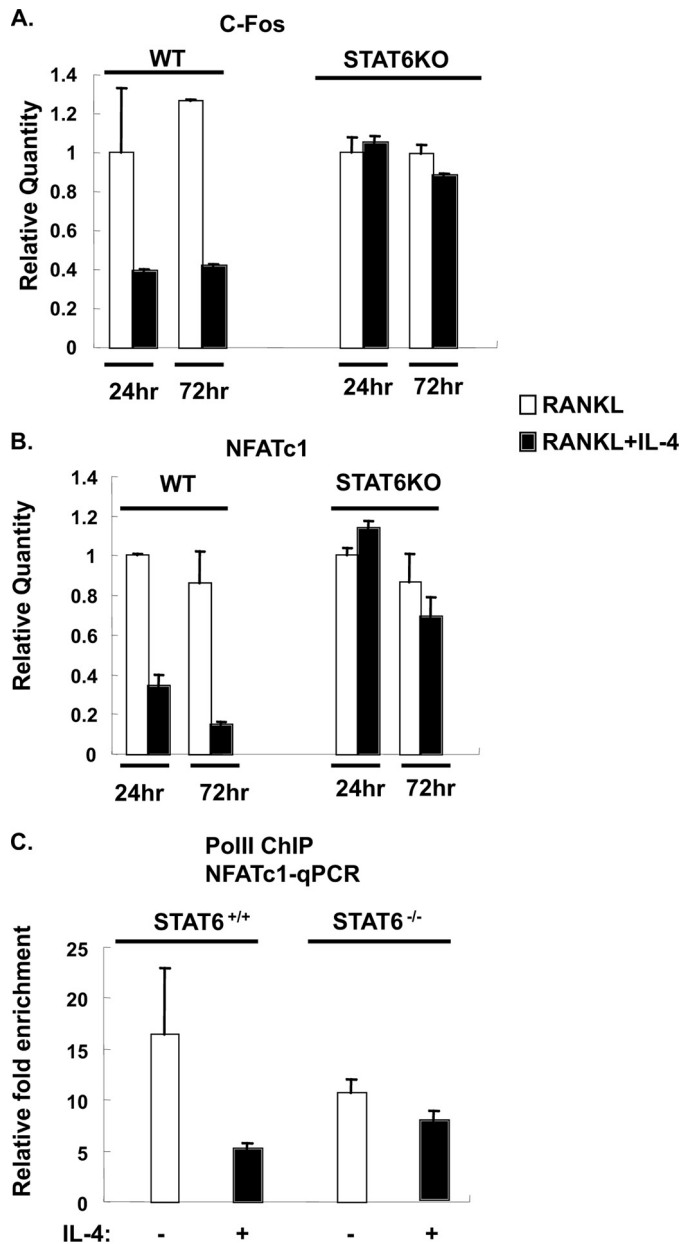 A.
C-Fos
WT STAT6KO
Relative Quantity
1.4
1.2
1
0.8
0.6
0.4
0.2
0
24hr 72hr 24hr 72hr
RANKL
RANKL+IL-4
B.
NFATc1
WT STAT6KO
Relative Quantity
1.4
1.2
1
0.8
0.6
0.4
0.2
0
24hr 72hr 24hr 72hr
C.
PolII ChIP
NFATc1-qPCR
STAT6 +/+ STAT6 -/-
Relative fold enrichment
25
20
15
10
5
0
IL-4: - + - +